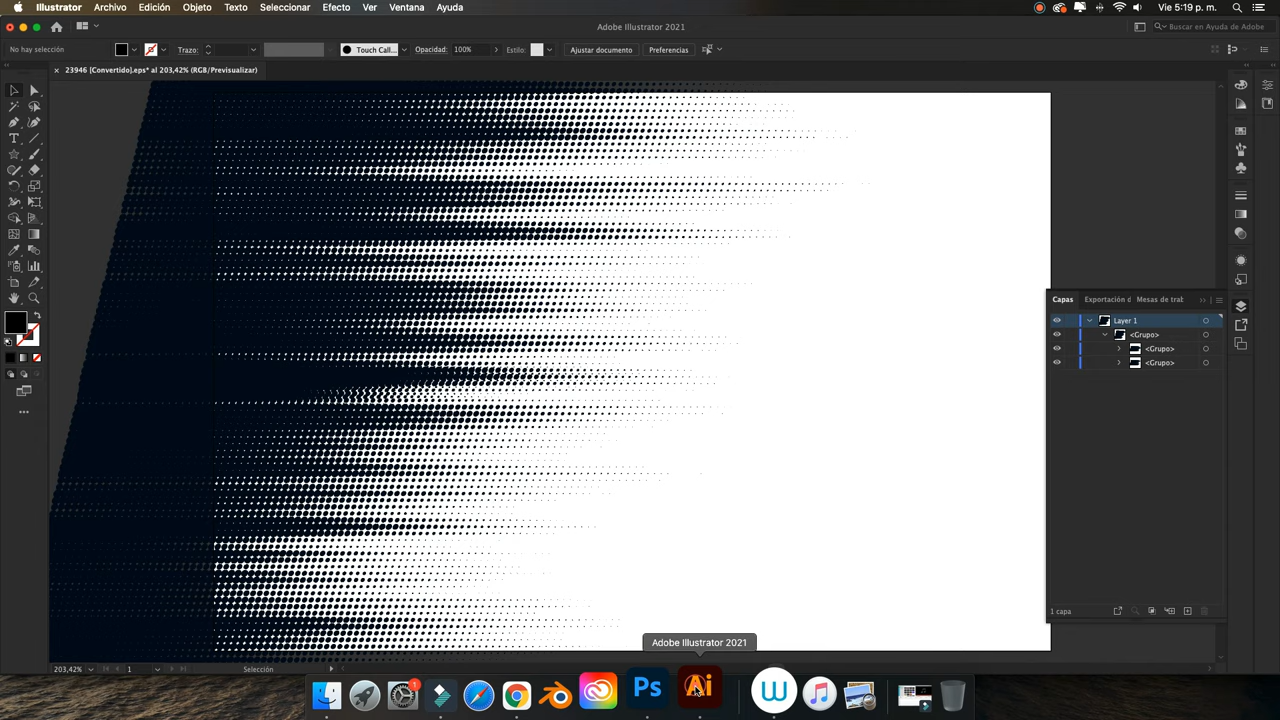 Illustrator Archivo Edición Objeto Texto Seleccionar Efecto Ver Ventana Ayuda
Vie 5:19 p. m.
Adobe Illustrator 2021
Buscar en Ayuda de Adobe
No hay selección
Trazo:
Touch Call...
Opacidad: 100%
Estilo:
Ajustar documento
Preferencias
× 23946 [Convertido].eps* al 203,42% (RGB/Previsualizar)
Capas Exportación d Mesas de trab
Layer 1
<Grupo>
<Grupo>
<Grupo>
1 capa
Adobe Illustrator 2021
203,42%
1
Selección
1
Ps
Ai